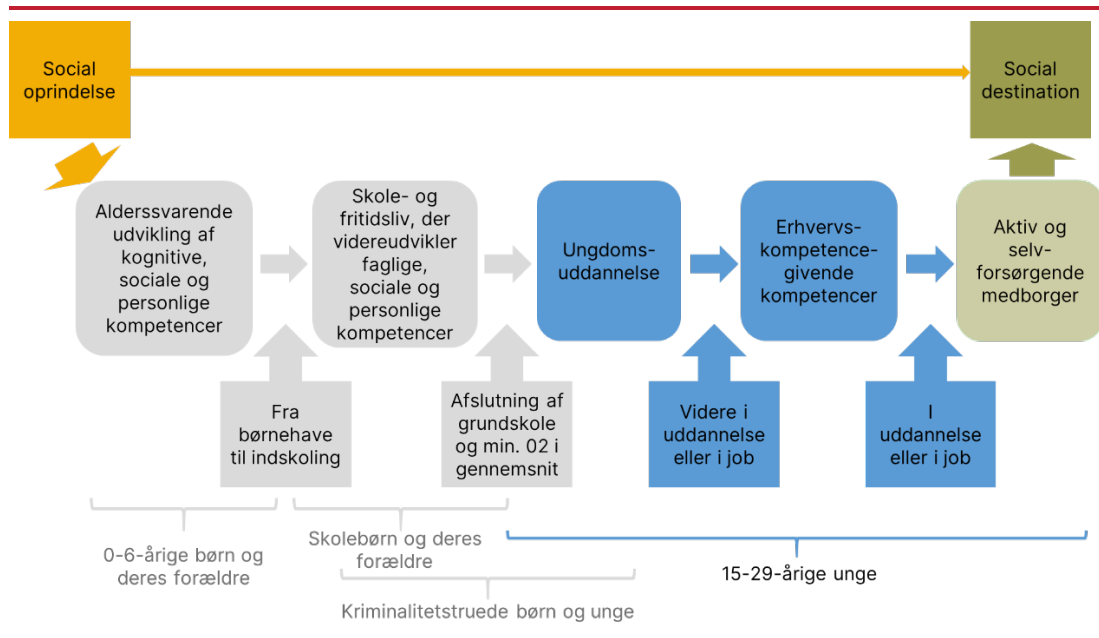 Social
oprindelse
Social
destination
Alderssvarende
udvikling af
kognitive,
sociale og
personlige
kompetencer
Skole- og
fritidsliv, der
videreudvikler
faglige,
sociale og
personlige
kompetencer
Ungdoms-
uddannelse
Erhvervs-
kompetence-
givende
kompetencer
Aktiv og
selv-
forsørgende
medborger
Fra
børnehave
til indskoling
Afslutning af
grundskole
og min. 02 i
gennemsnit
Videre i
uddannelse
eller i job
I
uddannelse
eller i job
0-6-årige børn og
deres forældre
Skolebørn og deres
forældre
Kriminalitetstruede børn og unge
15-29-årige unge